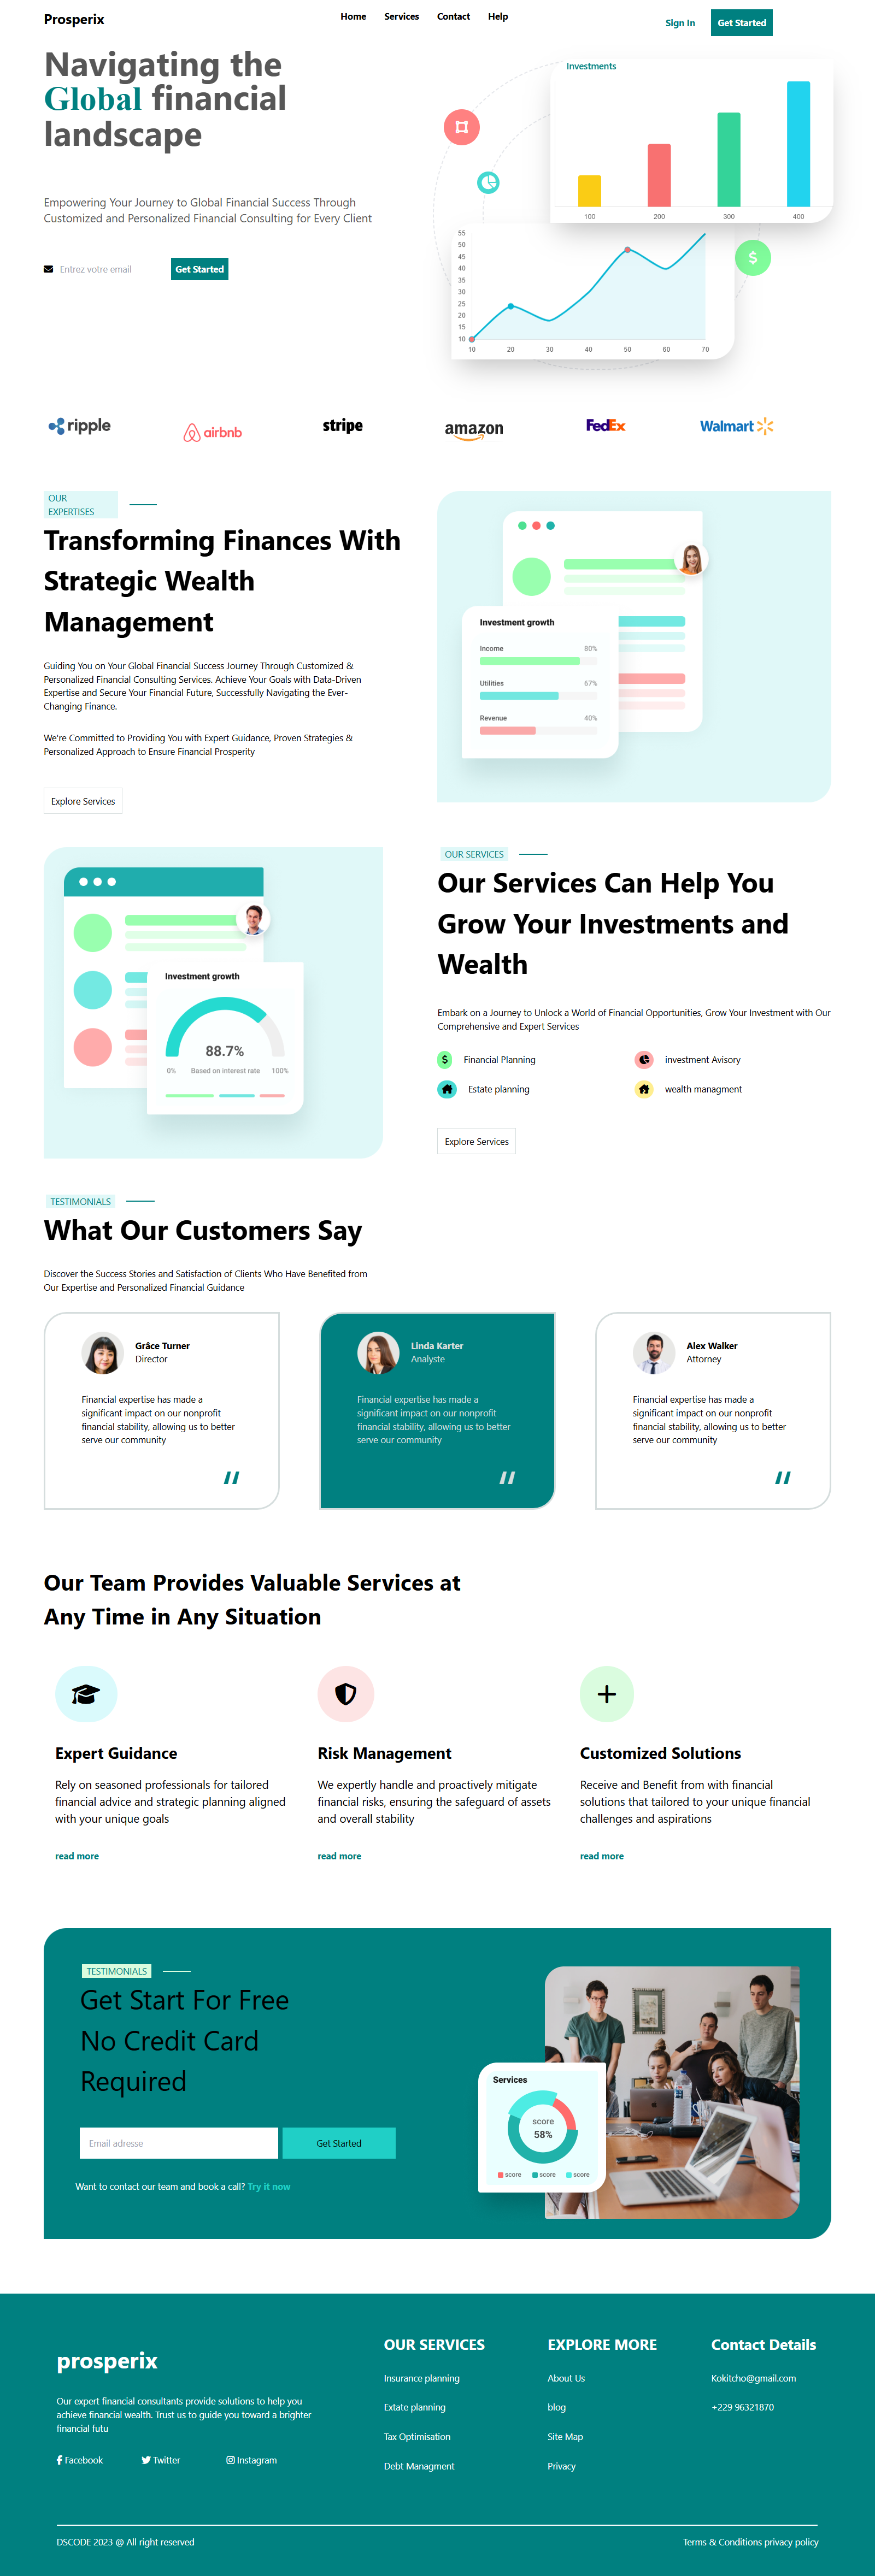 Prosperix
Home Services Contact Help
Sign In Get Started
Navigating the
Global financial
landscape
Empowering Your Journey to Global Financial Success Through
Customized and Personalized Financial Consulting for Every Client
Entrez votre email Get Started
Investments
100 200 300 400
55
50
45
40
35
30
25
20
15
10
10 20 30 40 50 60 70
ripple airbnb stripe amazon FedEx Walmart
OUR
EXPERTISES
Transforming Finances With
Strategic Wealth
Management
Guiding You on Your Global Financial Success Journey Through Customized &
Personalized Financial Consulting Services. Achieve Your Goals with Data-Driven
Expertise and Secure Your Financial Future, Successfully Navigating the Ever-
Changing Finance.
We're Committed to Providing You with Expert Guidance, Proven Strategies &
Personalized Approach to Ensure Financial Prosperity
Explore Services
Investment growth
Income 80%
Utilities 67%
Revenue 40%
Investment growth
88.7%
0% Based on interest rate 100%
OUR SERVICES
Our Services Can Help You
Grow Your Investments and
Wealth
Embark on a Journey to Unlock a World of Financial Opportunities, Grow Your Investment with Our
Comprehensive and Expert Services
Financial Planning investment Avisory
Estate planning wealth managment
Explore Services
TESTIMONIALS
What Our Customers Say
Discover the Success Stories and Satisfaction of Clients Who Have Benefited from
Our Expertise and Personalized Financial Guidance
Grâce Turner
Director
Financial expertise has made a
significant impact on our nonprofit
financial stability, allowing us to better
serve our community
Linda Karter
Analyste
Financial expertise has made a
significant impact on our nonprofit
financial stability, allowing us to better
serve our community
Alex Walker
Attorney
Financial expertise has made a
significant impact on our nonprofit
financial stability, allowing us to better
serve our community
Our Team Provides Valuable Services at
Any Time in Any Situation
Expert Guidance
Rely on seasoned professionals for tailored
financial advice and strategic planning aligned
with your unique goals
read more
Risk Management
We expertly handle and proactively mitigate
financial risks, ensuring the safeguard of assets
and overall stability
read more
Customized Solutions
Receive and Benefit from with financial
solutions that tailored to your unique financial
challenges and aspirations
read more
TESTIMONIALS
Get Start For Free
No Credit Card
Required
Email adresse Get Started
Want to contact our team and book a call? Try it now
Services
score
58%
score score score
prosperix
Our expert financial consultants provide solutions to help you
achieve financial wealth. Trust us to guide you toward a brighter
financial futu
Facebook Twitter Instagram
OUR SERVICES
Insurance planning
Extate planning
Tax Optimisation
Debt Managment
EXPLORE MORE
About Us
blog
Site Map
Privacy
Contact Details
Kokitcho@gmail.com
+229 96321870
DSCODE 2023 @ All right reserved
Terms & Conditions privacy policy